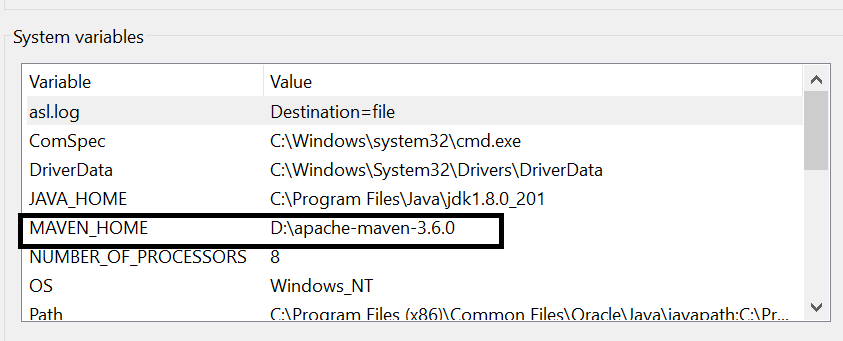 System variables
Variable Value
asl.log Destination=file
ComSpec C:\Windows\system32\cmd.exe
DriverData C:\Windows\System32\Drivers\DriverData
JAVA_HOME C:\Program Files\Java\jdk1.8.0_201
MAVEN_HOME D:\apache-maven-3.6.0
NUMBER_OF_PROCESSORS 8
OS Windows_NT
Path C:\Program Files (x86)\Common Files\Oracle\Java\javapath;C:\Pr...